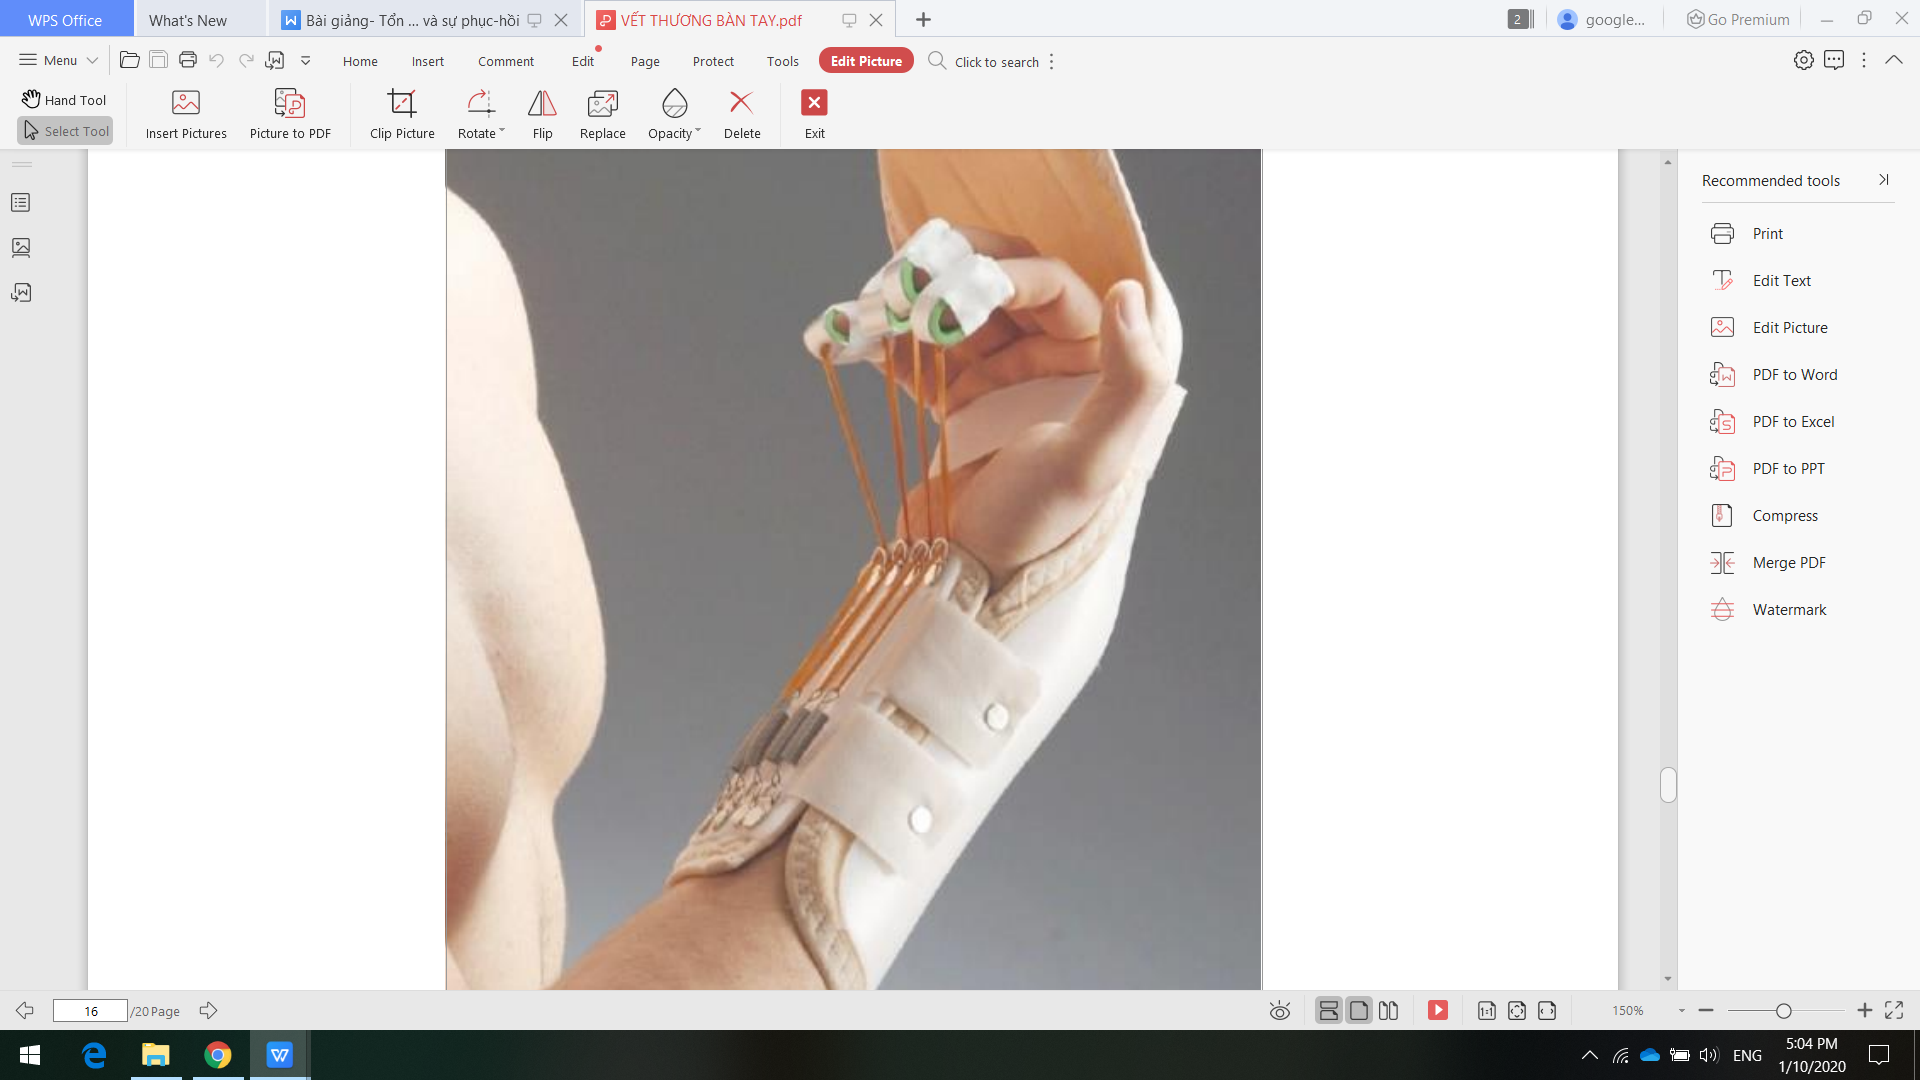 WPS Office
What's New
Bài giảng- Tổn ... và sự phục-hồi
VẾT THƯƠNG BÀN TAY.pdf
2
google...
Go Premium
Menu
Home
Insert
Comment
Edit
Page
Protect
Tools
Edit Picture
Click to search
Hand Tool
Select Tool
Insert Pictures
Picture to PDF
Clip Picture
Rotate
Flip
Replace
Opacity
Delete
Exit
Recommended tools
Print
Edit Text
Edit Picture
PDF to Word
PDF to Excel
PDF to PPT
Compress
Merge PDF
Watermark
16 /20 Page
1:1
150%
ENG
5:04 PM
1/10/2020